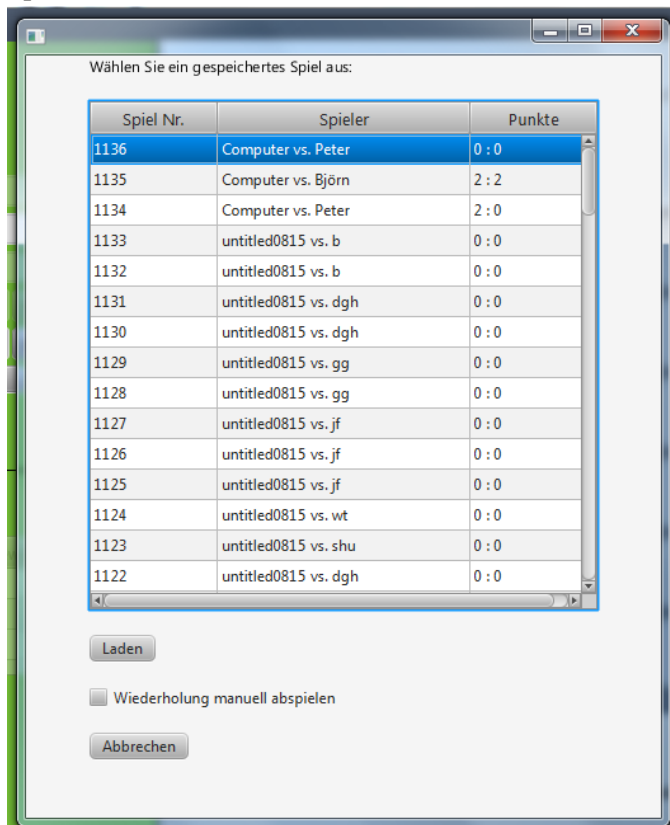 Wählen Sie ein gespeichertes Spiel aus:
Spiel Nr. Spieler Punkte
1136 Computer vs. Peter 0 : 0
1135 Computer vs. Björn 2 : 2
1134 Computer vs. Peter 2 : 0
1133 untitled0815 vs. b 0 : 0
1132 untitled0815 vs. b 0 : 0
1131 untitled0815 vs. dgh 0 : 0
1130 untitled0815 vs. dgh 0 : 0
1129 untitled0815 vs. gg 0 : 0
1128 untitled0815 vs. gg 0 : 0
1127 untitled0815 vs. jf 0 : 0
1126 untitled0815 vs. jf 0 : 0
1125 untitled0815 vs. jf 0 : 0
1124 untitled0815 vs. wt 0 : 0
1123 untitled0815 vs. shu 0 : 0
1122 untitled0815 vs. dgh 0 : 0
Laden
Wiederholung manuell abspielen
Abbrechen